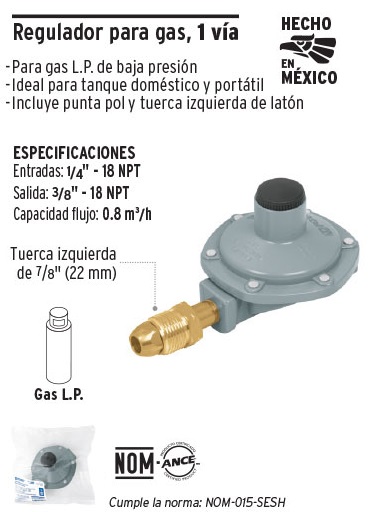 Regulador para gas, 1 vía
HECHO
EN
MÉXICO
-Para gas L.P. de baja presión
-Ideal para tanque doméstico y portátil
-Incluye punta pol y tuerca izquierda de latón
ESPECIFICACIONES
Entradas: 1/4" - 18 NPT
Salida: 3/8" - 18 NPT
Capacidad flujo: 0.8 m³/h
Tuerca izquierda
de 7/8" (22 mm)
Gas L.P.
NOM-ANCE
Cumple la norma: NOM-015-SESH